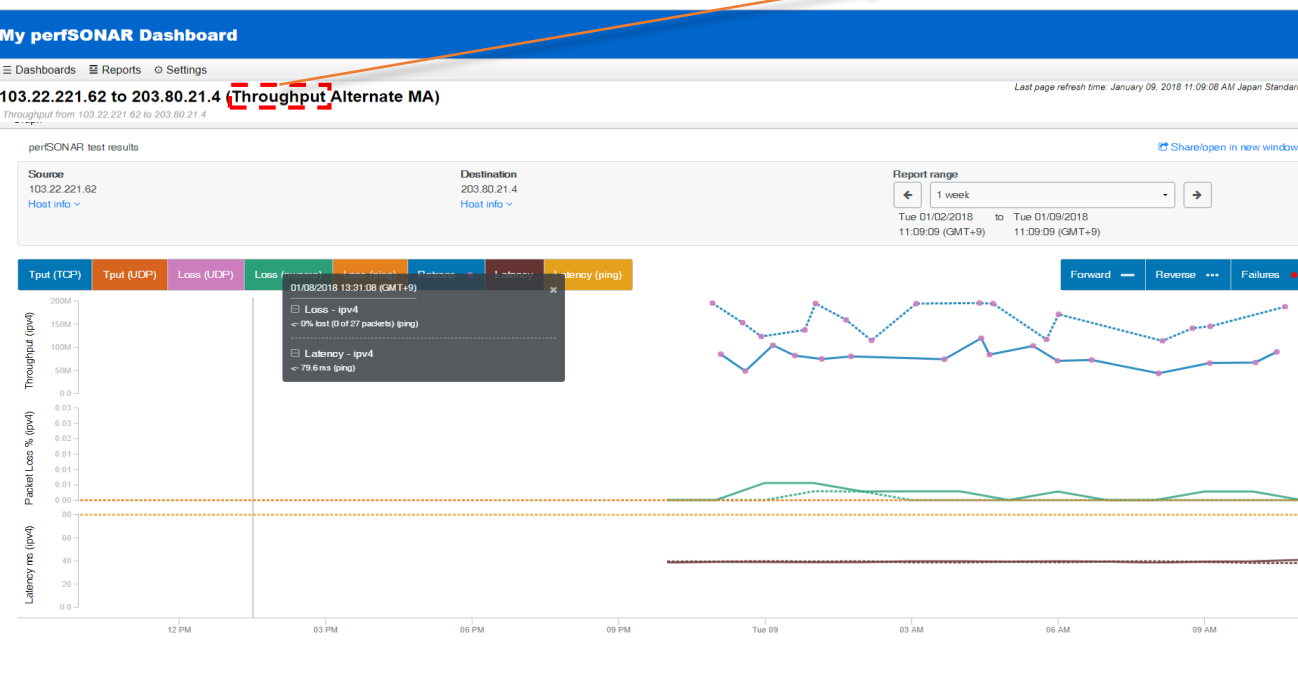 My perfSONAR Dashboard
Dashboards Reports Settings
103.22.221.62 to 203.80.21.4 (Throughput Alternate MA)
Last page refresh time: January 09, 2018 11:09:08 AM Japan Standard
Throughput from 103.22.221.62 to 203.80.21.4
perfSONAR test results
Share/open in new window
Source
103.22.221.62
Host info
Destination
203.80.21.4
Host info
Report range
1 week
Tue 01/02/2018 to Tue 01/09/2018
11:09:09 (GMT+9) 11:09:09 (GMT+9)
Tput (TCP) Tput (UDP) Loss (UDP) Loss Latency (ping)
Forward Reverse Failures
01/08/2018 13:31:08 (GMT+9)
Loss - ipv4
<- 0% lost (0 of 27 packets) (ping)
Latency - ipv4
<- 79.6 ms (ping)
Throughput (ipv4)
200M
150M
100M
50M
0.0
Packet Loss % (ipv4)
0.03
0.03
0.02
0.01
0.01
0.01
0.00
Latency ms (ipv4)
80
60
40
20
0.0
12 PM 03 PM 06 PM 09 PM Tue 09 03 AM 06 AM 09 AM